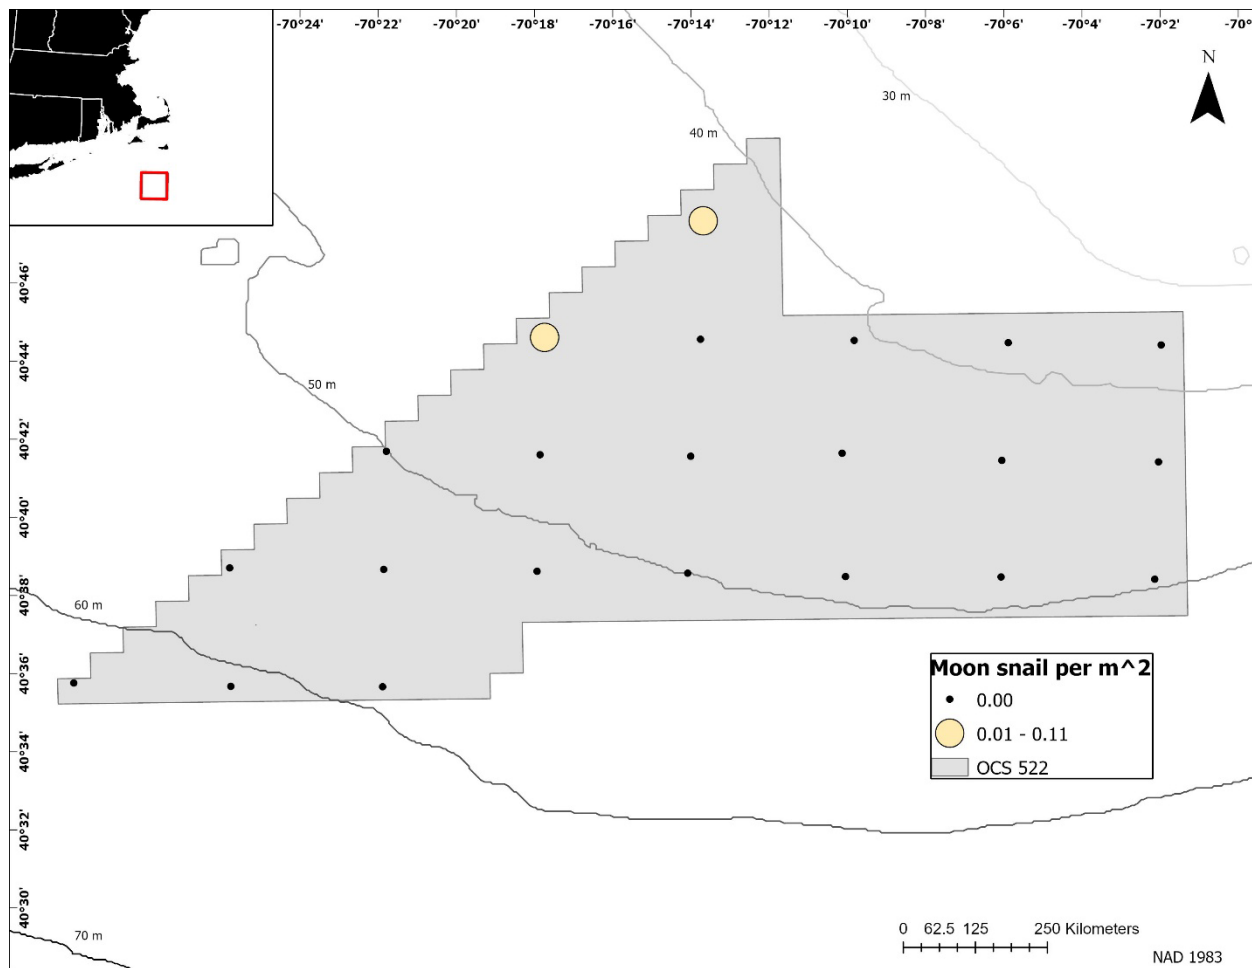 -70°24' -70°22' -70°20' -70°18' -70°16' -70°14' -70°12' -70°10' -70°8' -70°6' -70°4' -70°2' -70°
N
30 m
40 m
40°46'
40°44'
50 m
40°42'
40°40'
40°38'
60 m
40°36'
Moon snail per m^2
0.00
0.01 - 0.11
OCS 522
40°34'
40°32'
40°30'
70 m
0 62.5 125 250 Kilometers
NAD 1983